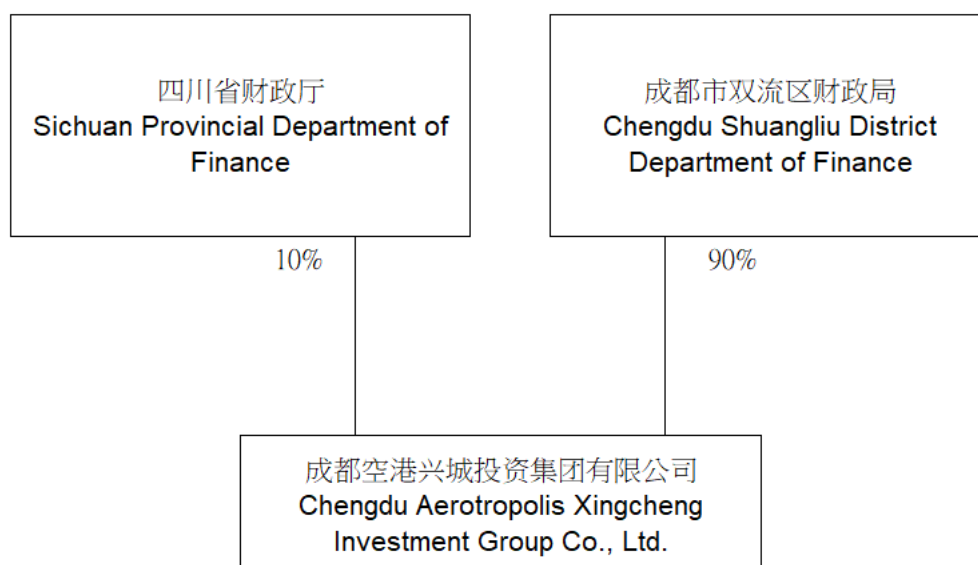 四川省财政厅
Sichuan Provincial Department of
Finance
成都市双流区财政局
Chengdu Shuangliu District
Department of Finance
10%
90%
成都空港兴城投资集团有限公司
Chengdu Aerotropolis Xingcheng
Investment Group Co., Ltd.